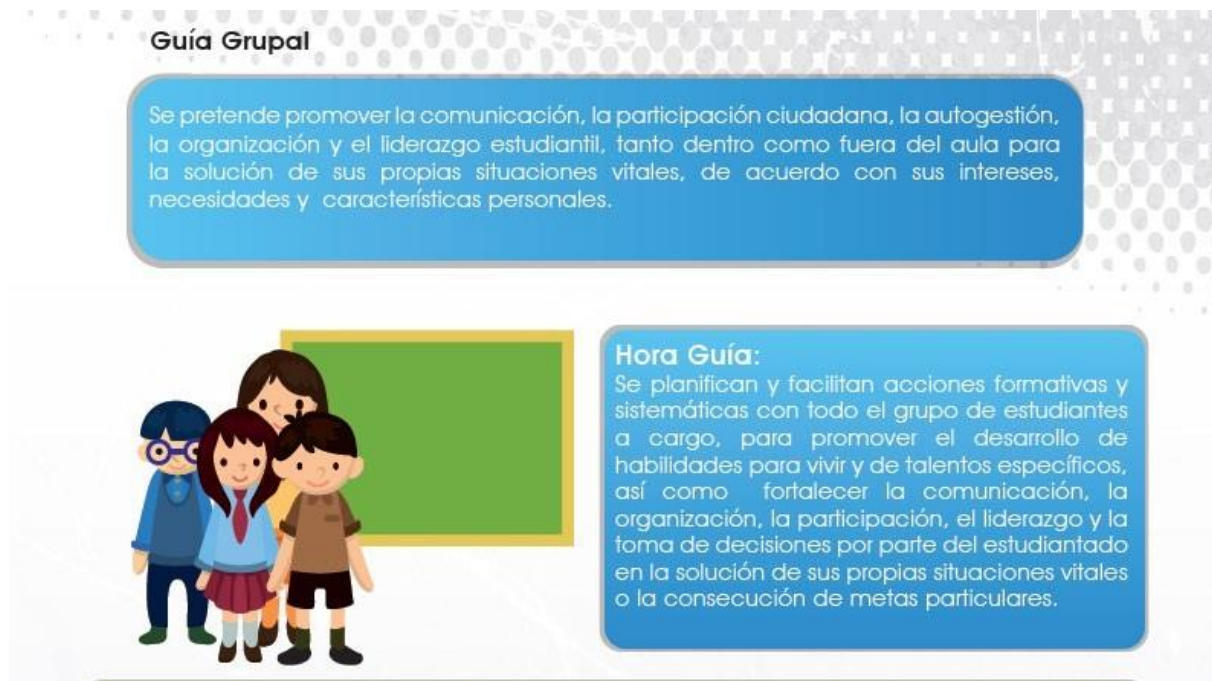 Guía Grupal
Se pretende promover la comunicación, la participación ciudadana, la autogestión,
la organización y el liderazgo estudiantil, tanto dentro como fuera del aula para
la solución de sus propias situaciones vitales, de acuerdo con sus intereses,
necesidades y características personales.
Hora Guía:
Se planifican y facilitan acciones formativas y
sistemáticas con todo el grupo de estudiantes
a cargo, para promover el desarrollo de
habilidades para vivir y de talentos específicos,
así como fortalecer la comunicación, la
organización, la participación, el liderazgo y la
toma de decisiones por parte del estudiantado
en la solución de sus propias situaciones vitales
o la consecución de metas particulares.